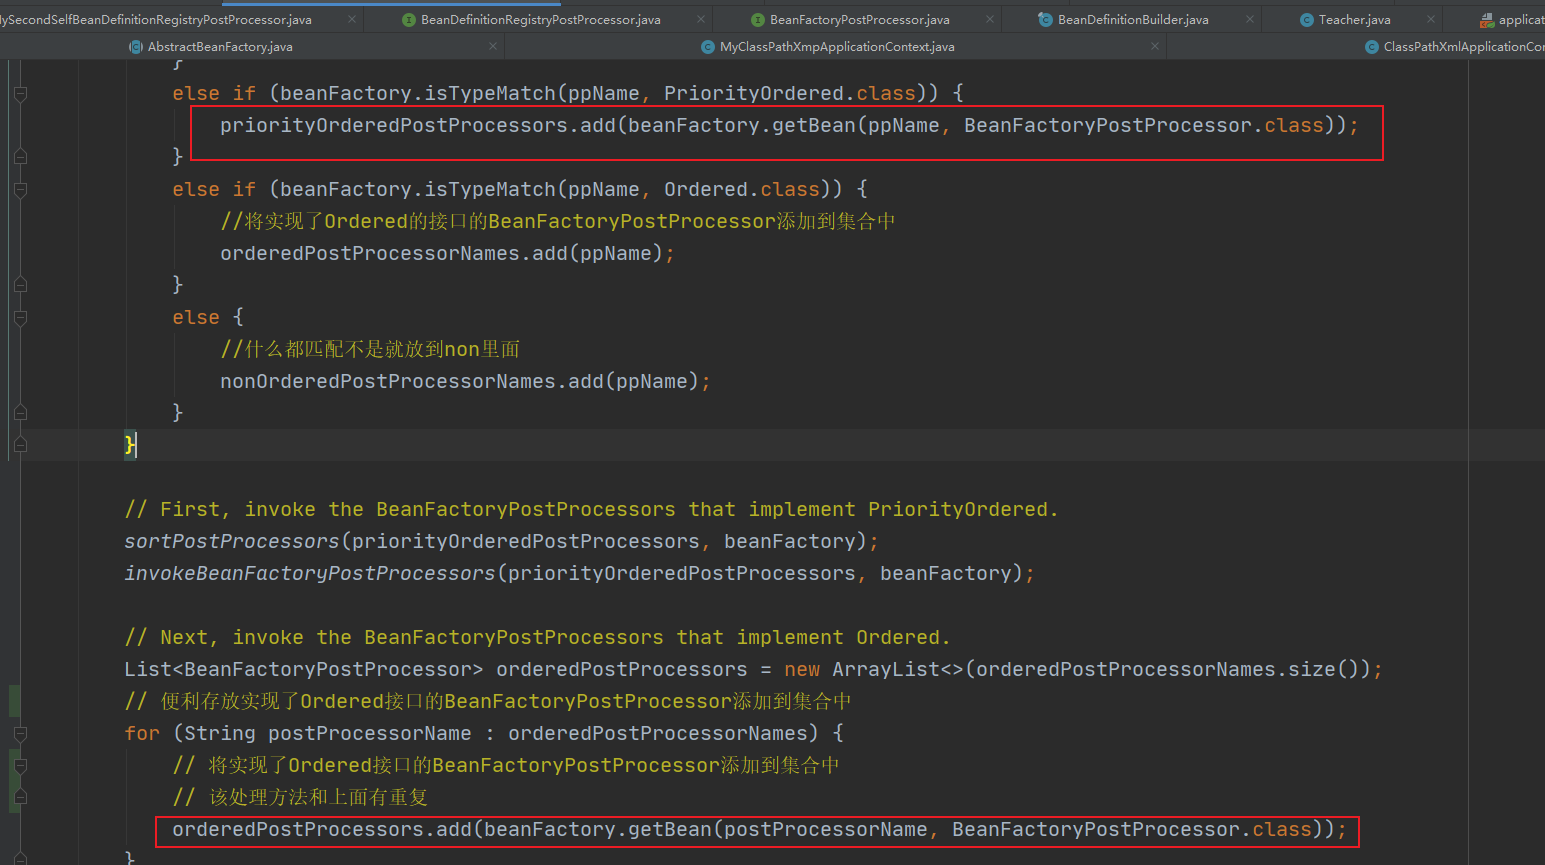 MySecondSelfBeanDefinitionRegistryPostProcessor.java BeanDefinitionRegistryPostProcessor.java BeanFactoryPostProcessor.java BeanDefinitionBuilder.java Teacher.java
AbstractBeanFactory.java MyClassPathXmpApplicationContext.java
}
else if (beanFactory.isTypeMatch(ppName, PriorityOrdered.class)) {
priorityOrderedPostProcessors.add(beanFactory.getBean(ppName, BeanFactoryPostProcessor.class));
}
else if (beanFactory.isTypeMatch(ppName, Ordered.class)) {
//将实现了Ordered的接口的BeanFactoryPostProcessor添加到集合中
orderedPostProcessorNames.add(ppName);
}
else {
//什么都匹配不是就放到non里面
nonOrderedPostProcessorNames.add(ppName);
}
}
// First, invoke the BeanFactoryPostProcessors that implement PriorityOrdered.
sortPostProcessors(priorityOrderedPostProcessors, beanFactory);
invokeBeanFactoryPostProcessors(priorityOrderedPostProcessors, beanFactory);
// Next, invoke the BeanFactoryPostProcessors that implement Ordered.
List<BeanFactoryPostProcessor> orderedPostProcessors = new ArrayList<>(orderedPostProcessorNames.size());
// 便利存放实现了Ordered接口的BeanFactoryPostProcessor添加到集合中
for (String postProcessorName : orderedPostProcessorNames) {
// 将实现了Ordered接口的BeanFactoryPostProcessor添加到集合中
// 该处理方法和上面有重复
orderedPostProcessors.add(beanFactory.getBean(postProcessorName, BeanFactoryPostProcessor.class));
}